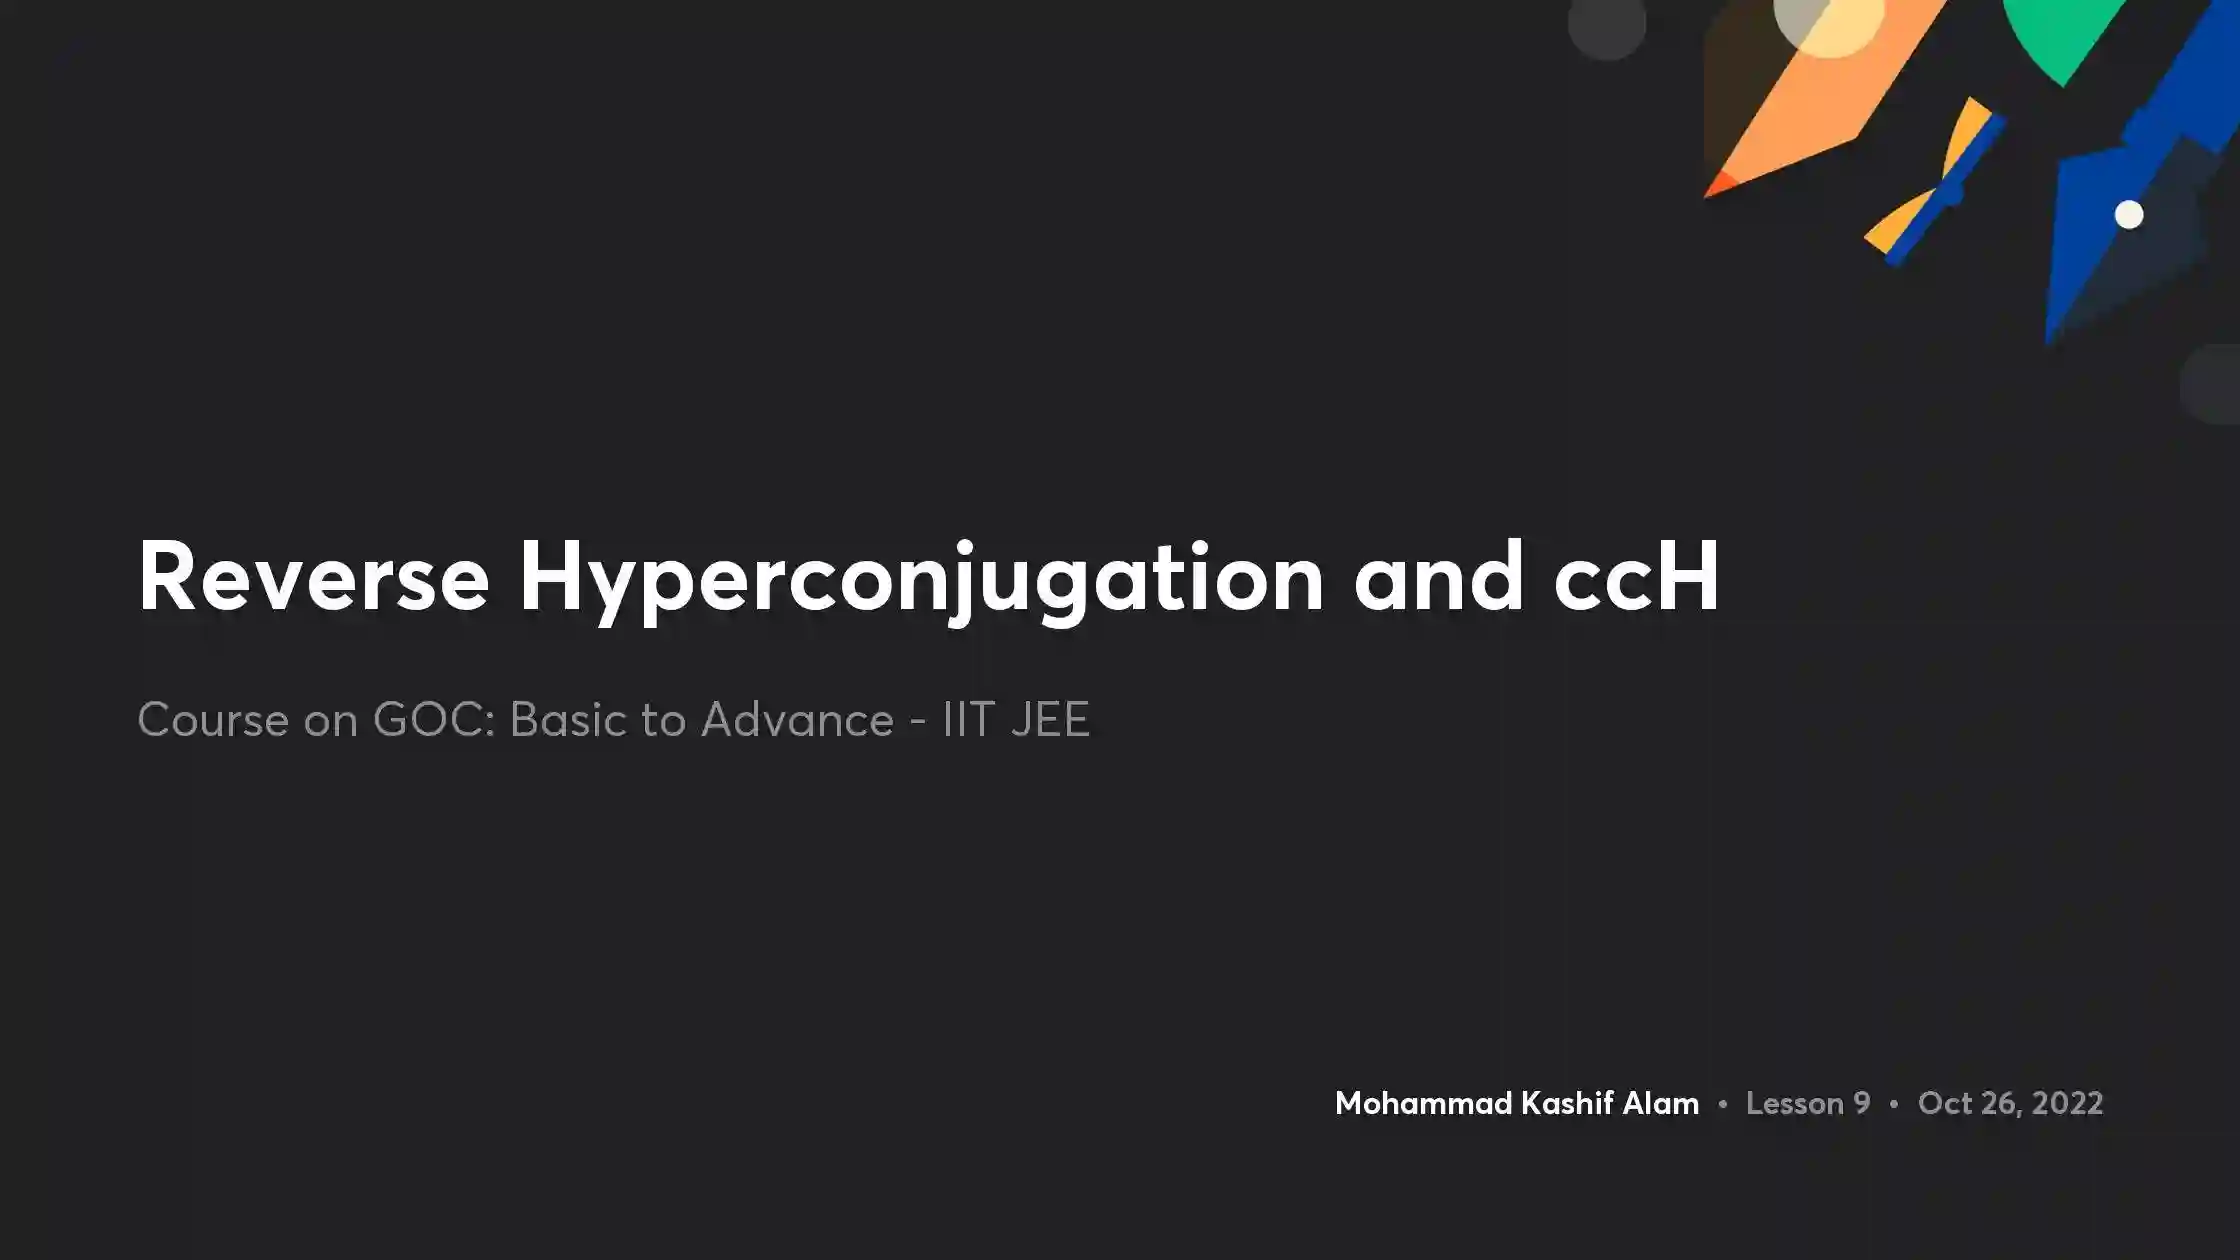 Reverse Hyperconjugation and ccH
Course on GOC: Basic to Advance - IIT JEE
Mohammad Kashif Alam • Lesson 9 • Oct 26, 2022